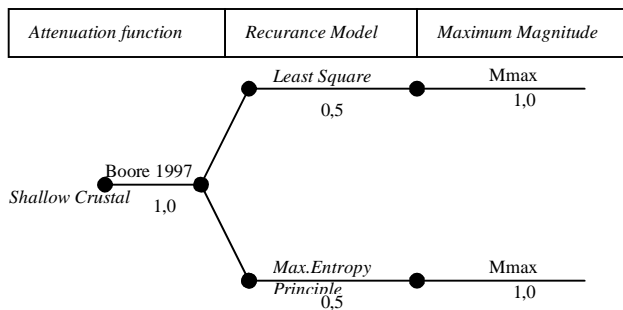 Attenuation function Recurance Model Maximum Magnitude
Least Square Mmax
0,5 1,0
Boore 1997
Shallow Crustal
1,0
Max.Entropy Mmax
Principle
0,5 1,0